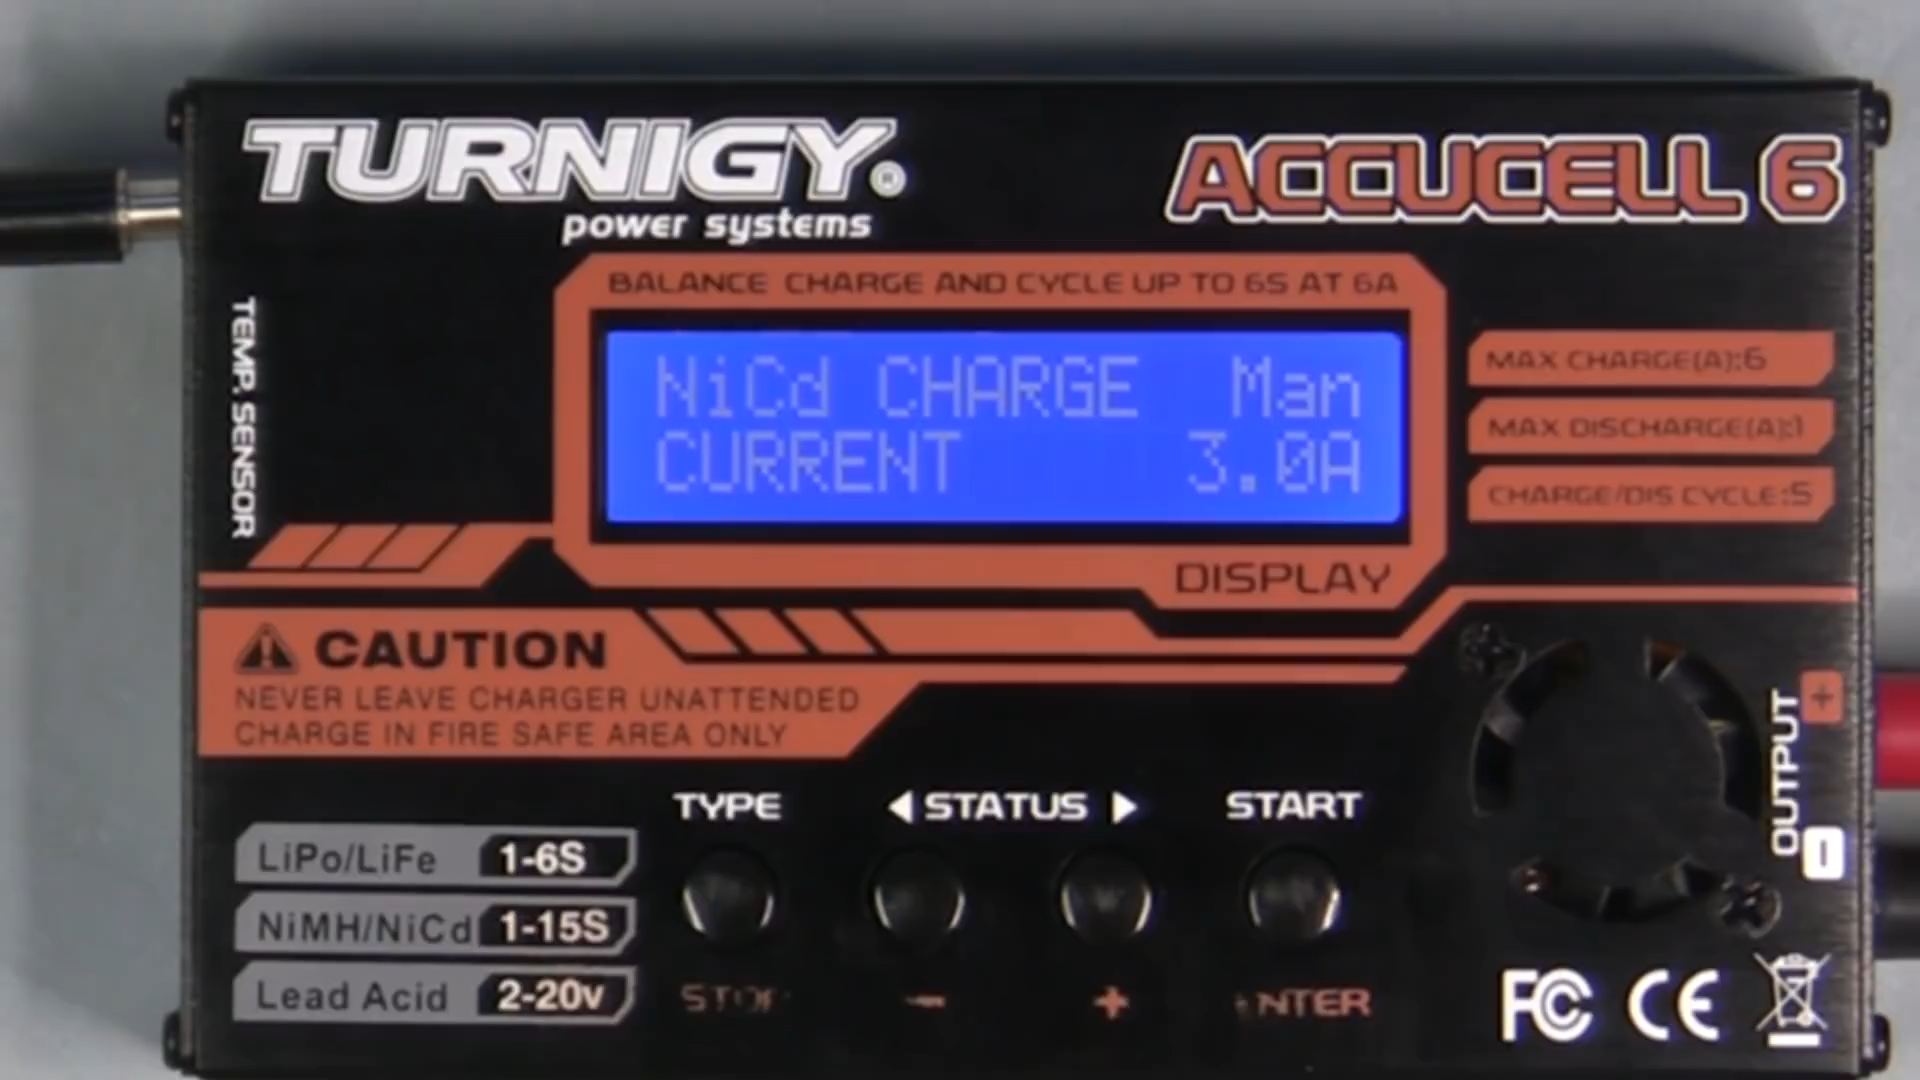 TURNIGY®
power systems
ACCUCELL 6
BALANCE CHARGE AND CYCLE UP TO 6S AT 6A
NiCd CHARGE Man
CURRENT 3.0A
DISPLAY
MAX CHARGE(A):6
MAX DISCHARGE(A):1
CHARGE/DIS CYCLE:5
TEMP. SENSOR
CAUTION
NEVER LEAVE CHARGER UNATTENDED
CHARGE IN FIRE SAFE AREA ONLY
LiPo/LiFe 1-6S
NiMH/NiCd 1-15S
Lead Acid 2-20v
TYPE
STATUS
START
STOP
- +
ENTER
OUTPUT
+
-
FC CE